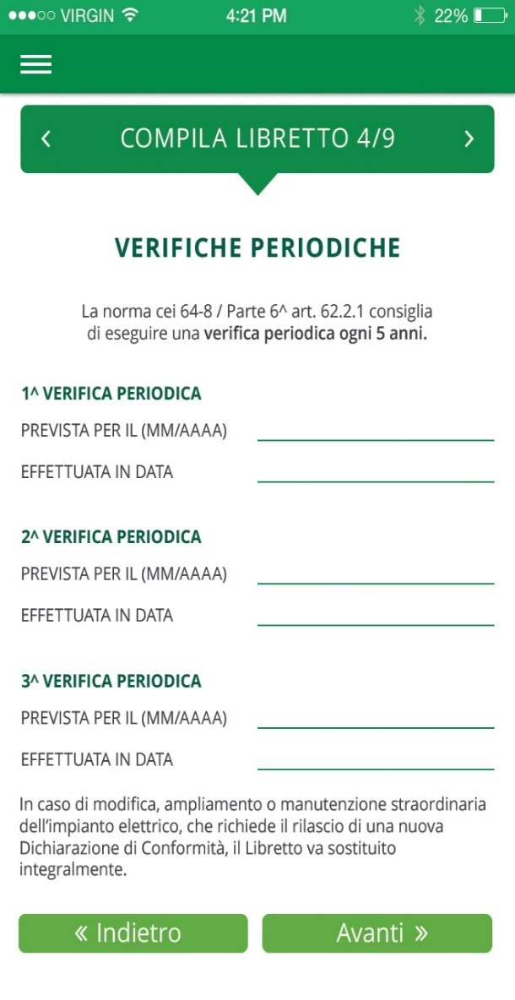 VIRGIN 4:21 PM 22%
COMPILA LIBRETTO 4/9
VERIFICHE PERIODICHE
La norma cei 64-8 / Parte 6^ art. 62.2.1 consiglia
di eseguire una verifica periodica ogni 5 anni.
1^ VERIFICA PERIODICA
PREVISTA PER IL (MM/AAAA)
EFFETTUATA IN DATA
2^ VERIFICA PERIODICA
PREVISTA PER IL (MM/AAAA)
EFFETTUATA IN DATA
3^ VERIFICA PERIODICA
PREVISTA PER IL (MM/AAAA)
EFFETTUATA IN DATA
In caso di modifica, ampliamento o manutenzione straordinaria
dell'impianto elettrico, che richiede il rilascio di una nuova
Dichiarazione di Conformità, il Libretto va sostituito
integralmente.
« Indietro Avanti »